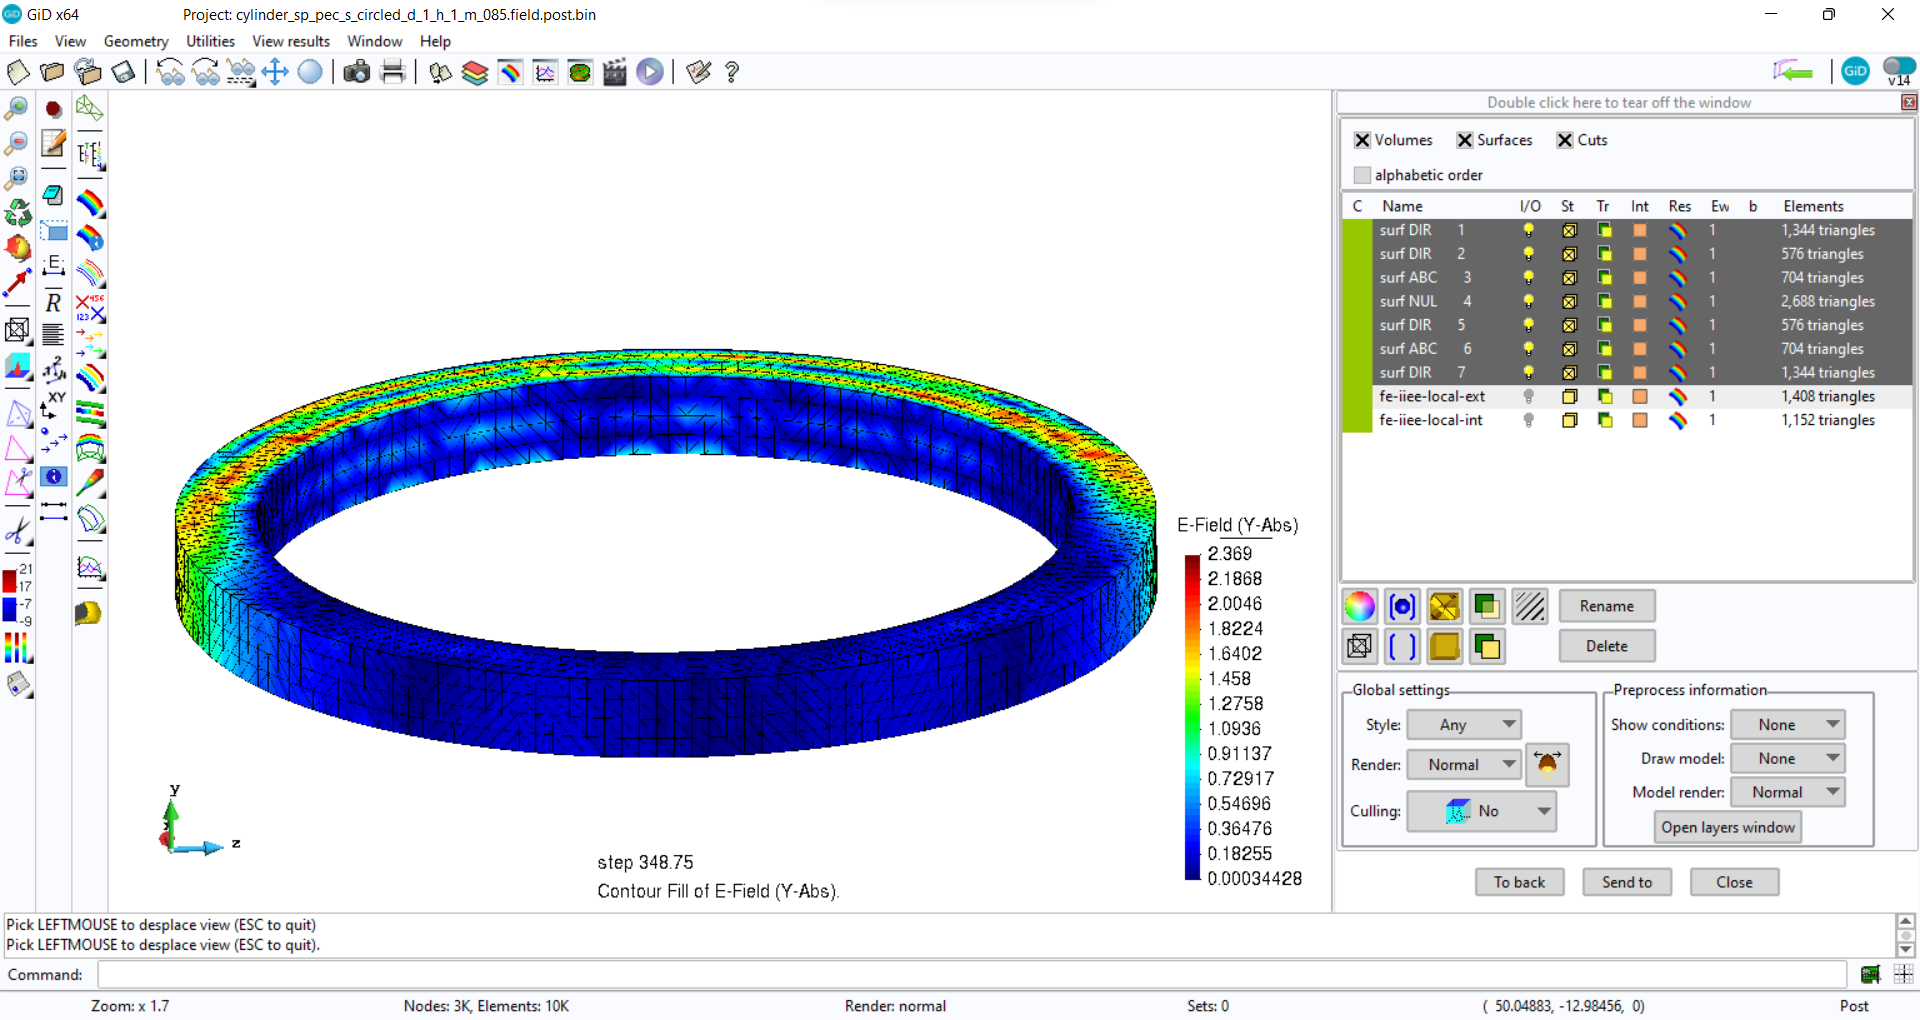 GiD x64 Project: cylinder_sp_pec_s_circled_d_1_h_1_m_085.field.post.bin
Files View Geometry Utilities View results Window Help
GiD
v14
Double click here to tear off the window
Volumes Surfaces Cuts
alphabetic order
C Name I/O St Tr Int Res Ew b Elements
surf DIR 1 1 1,344 triangles
surf DIR 2 1 576 triangles
surf ABC 3 1 704 triangles
surf NUL 4 1 2,688 triangles
surf DIR 5 1 576 triangles
surf ABC 6 1 704 triangles
surf DIR 7 1 1,344 triangles
fe-iiee-local-ext 1 1,408 triangles
fe-iiee-local-int 1 1,152 triangles
Rename
Delete
Global settings
Style: Any
Render: Normal
Culling: No
Preprocess information
Show conditions: None
Draw model: None
Model render: Normal
Open layers window
To back Send to Close
E
R
XY
21
17
-7
-9
E-Field (Y-Abs)
2.369
2.1868
2.0046
1.8224
1.6402
1.458
1.2758
1.0936
0.91137
0.72917
0.54696
0.36476
0.18255
0.00034428
y
z
step 348.75
Contour Fill of E-Field (Y-Abs).
Pick LEFTMOUSE to desplace view (ESC to quit)
Pick LEFTMOUSE to desplace view (ESC to quit).
Command:
Zoom: x 1.7 Nodes: 3K, Elements: 10K Render: normal Sets: 0 ( 50.04883, -12.98456, 0) Post